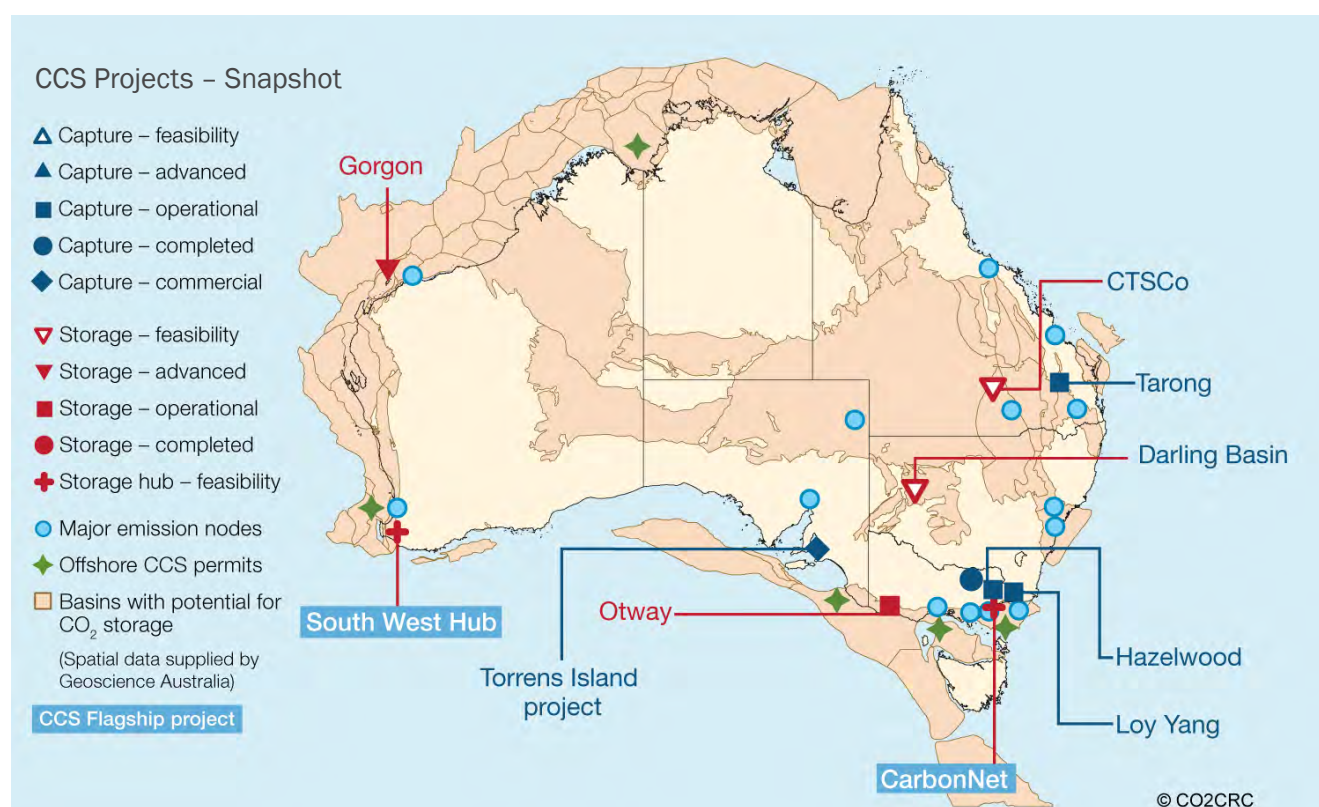 CCS Projects – Snapshot
Capture – feasibility
Capture – advanced
Capture – operational
Capture – completed
Capture – commercial
Storage – feasibility
Storage – advanced
Storage – operational
Storage – completed
Storage hub – feasibility
Major emission nodes
Offshore CCS permits
Basins with potential for
CO₂ storage
(Spatial data supplied by
Geoscience Australia)
CCS Flagship project
Gorgon
CTSCo
Tarong
Darling Basin
South West Hub
Otway
Torrens Island
project
Hazelwood
Loy Yang
CarbonNet
© CO2CRC